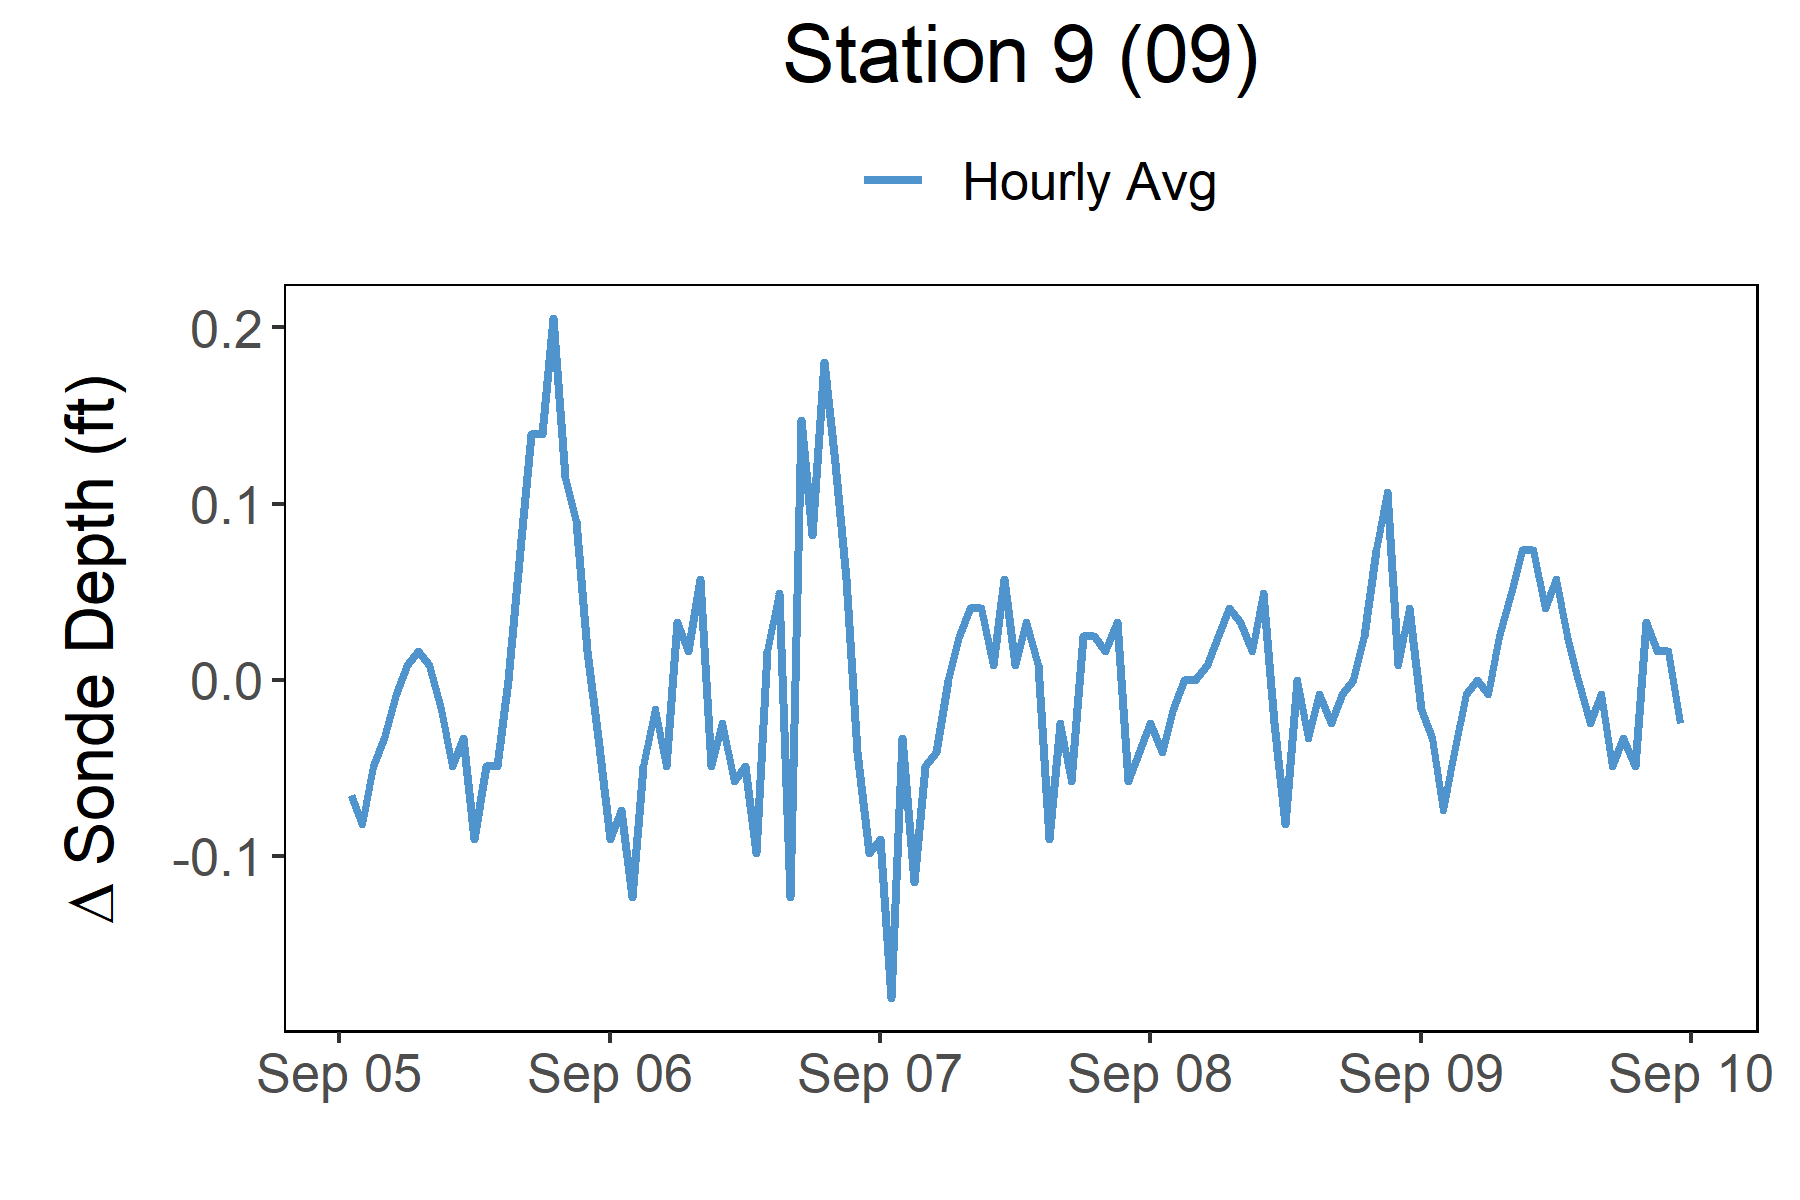 Station 9 (09)
Hourly Avg
Δ Sonde Depth (ft)
0.2
0.1
0.0
-0.1
Sep 05 Sep 06 Sep 07 Sep 08 Sep 09 Sep 10